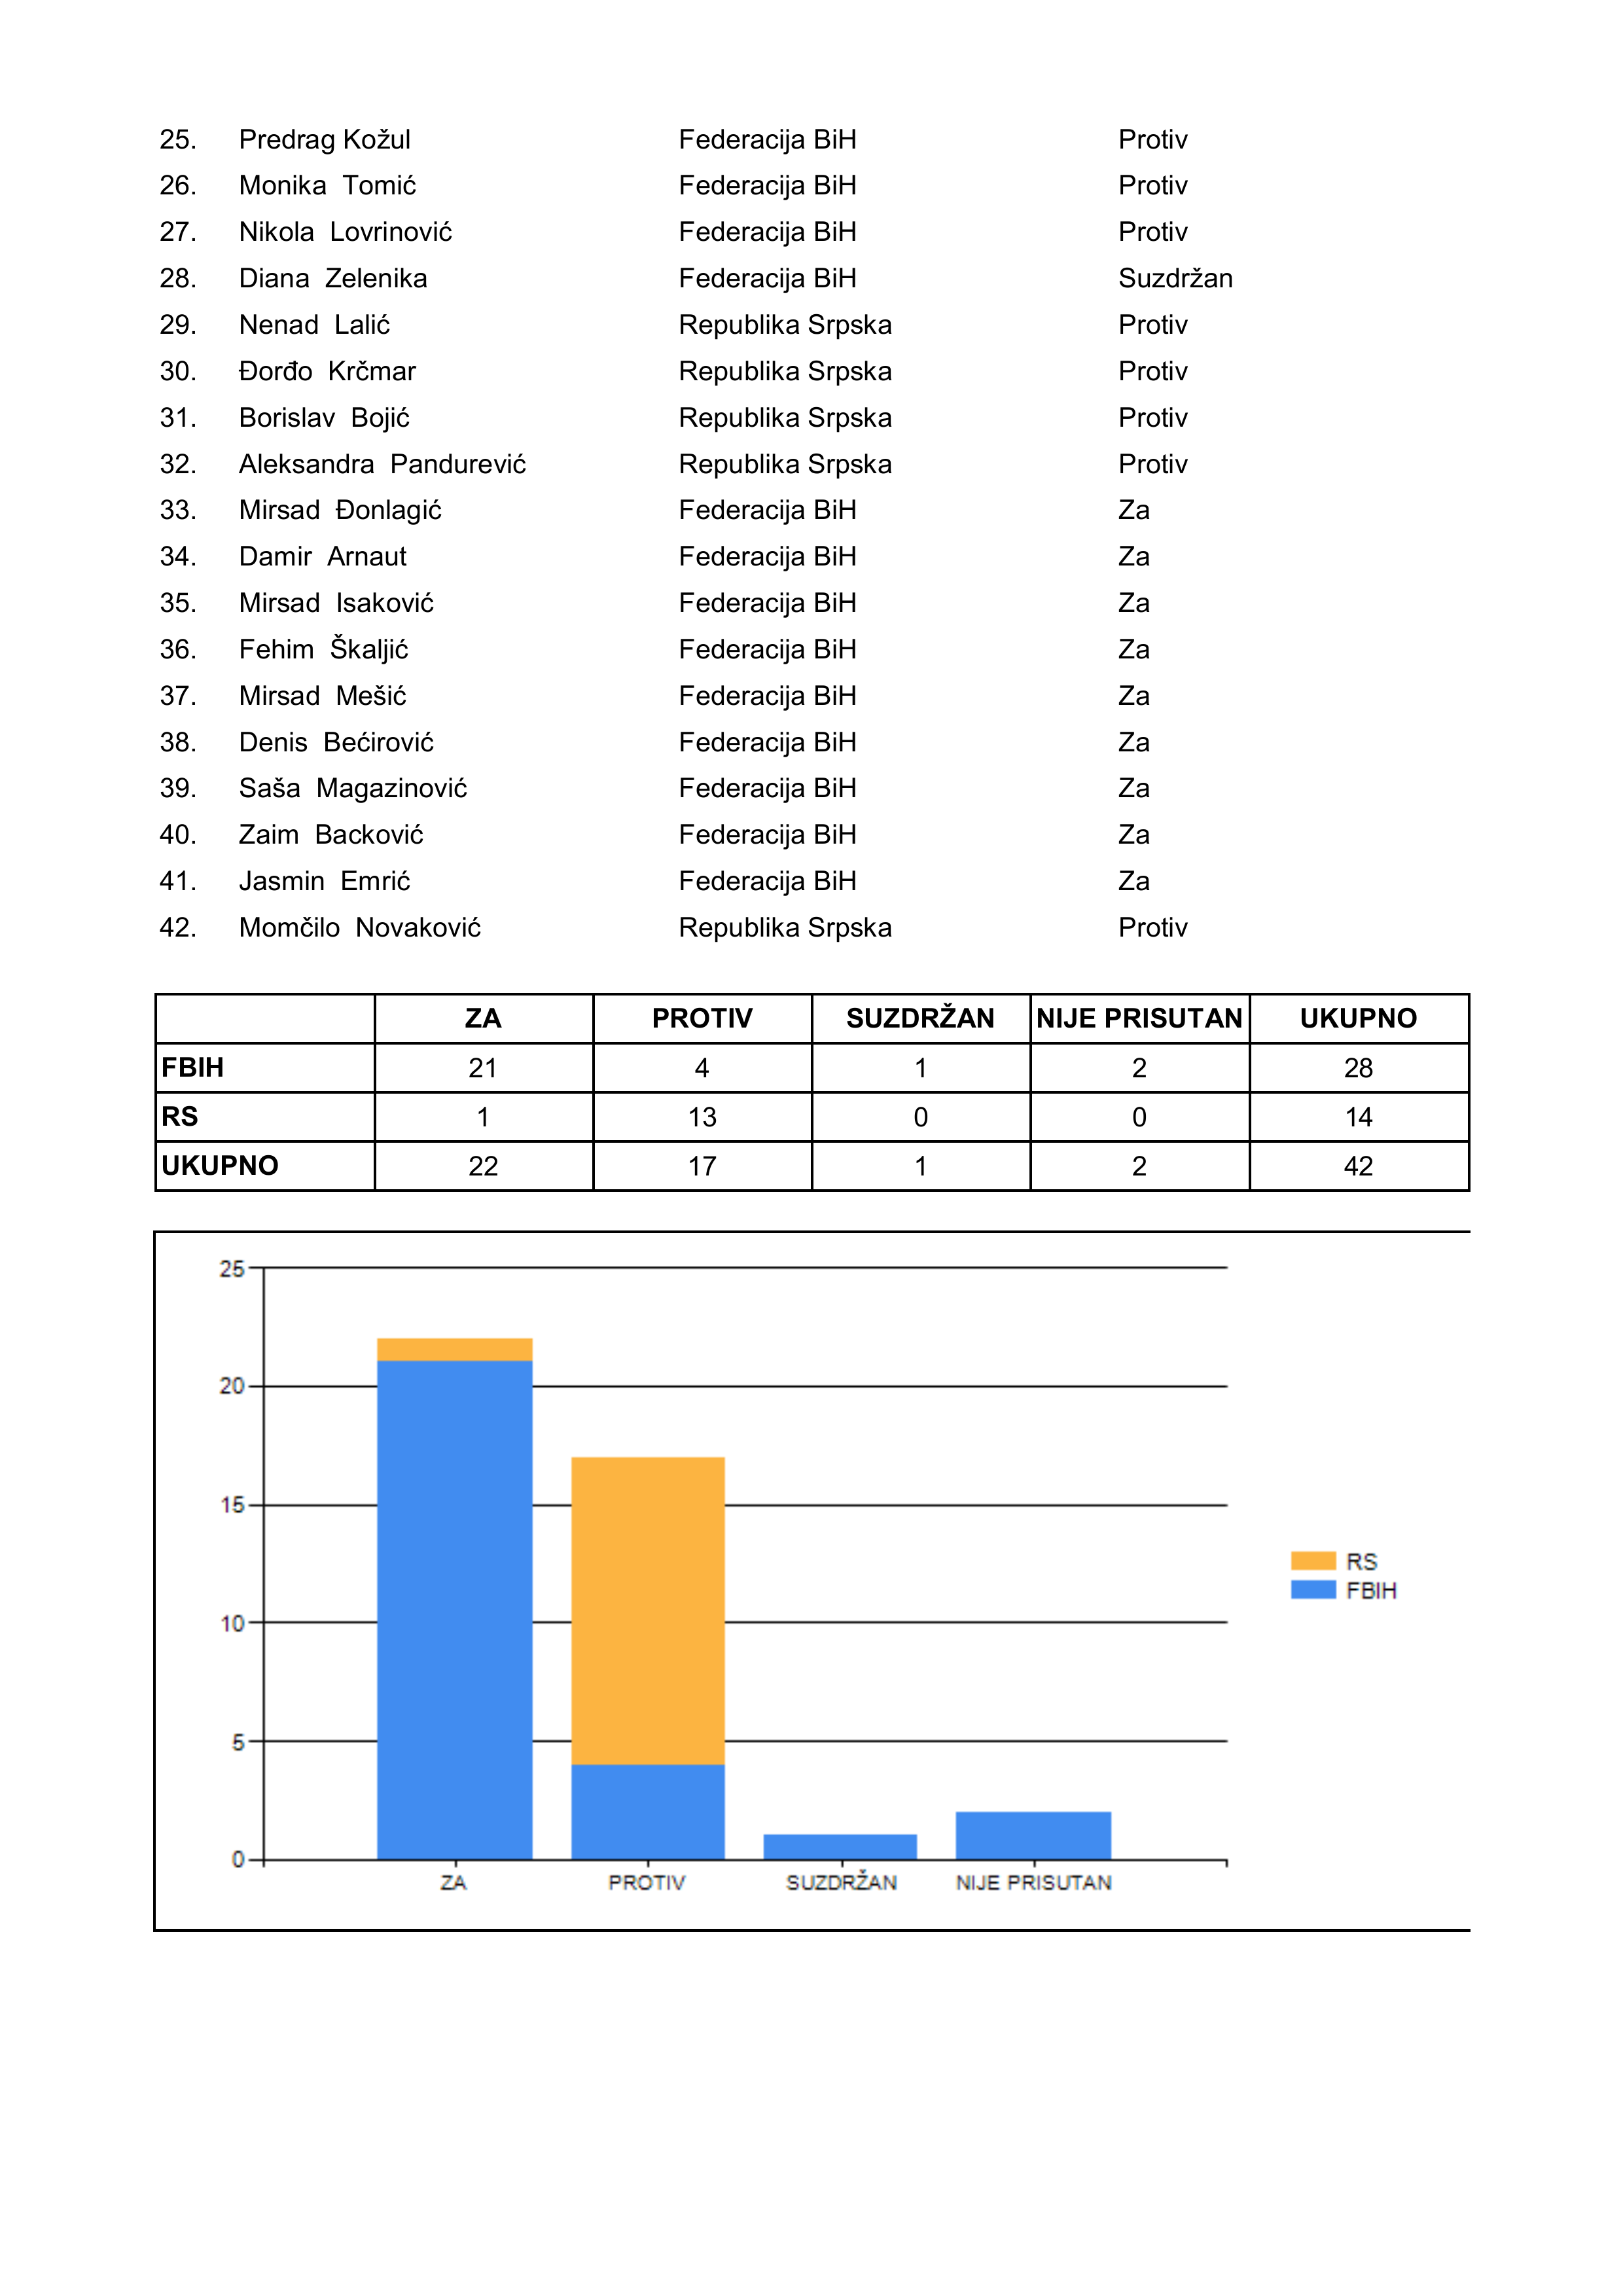 25. Predrag Kožul Federacija BiH Protiv
26. Monika Tomić Federacija BiH Protiv
27. Nikola Lovrinović Federacija BiH Protiv
28. Diana Zelenika Federacija BiH Suzdržan
29. Nenad Lalić Republika Srpska Protiv
30. Đorđo Krčmar Republika Srpska Protiv
31. Borislav Bojić Republika Srpska Protiv
32. Aleksandra Pandurević Republika Srpska Protiv
33. Mirsad Đonlagić Federacija BiH Za
34. Damir Arnaut Federacija BiH Za
35. Mirsad Isaković Federacija BiH Za
36. Fehim Škaljić Federacija BiH Za
37. Mirsad Mešić Federacija BiH Za
38. Denis Bećirović Federacija BiH Za
39. Saša Magazinović Federacija BiH Za
40. Zaim Backović Federacija BiH Za
41. Jasmin Emrić Federacija BiH Za
42. Momčilo Novaković Republika Srpska Protiv
ZA PROTIV SUZDRŽAN NIJE PRISUTAN UKUPNO
FBIH 21 4 1 2 28
RS 1 13 0 0 14
UKUPNO 22 17 1 2 42
25
20
15
10
5
0
ZA PROTIV SUZDRŽAN NIJE PRISUTAN
RS
FBIH